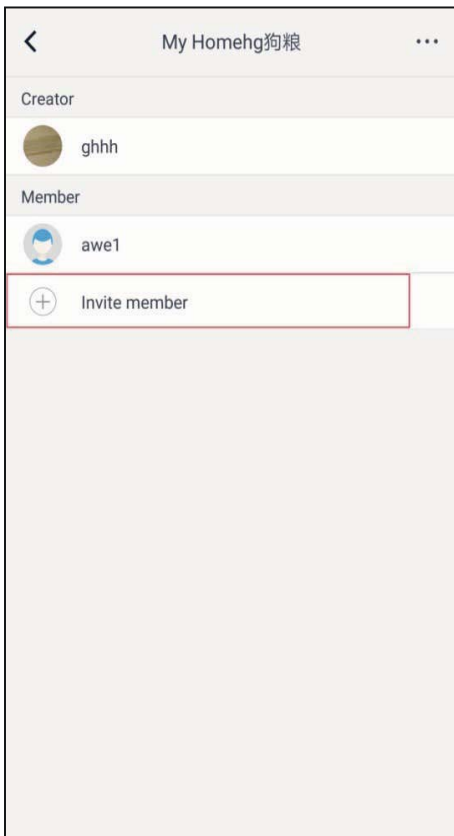 My Homehg狗粮
Creator
ghhh
Member
awe1
Invite member